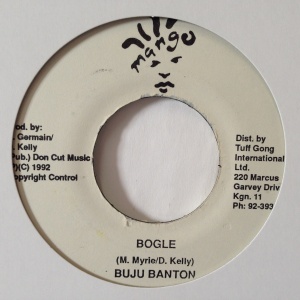 mango
od. by:
Germain/
Kelly
Pub.) Don Cut Music
P)(C) 1992
opyright Control
Dist. by
Tuff Gong
International
Ltd.
220 Marcus
Garvey Driv
Kgn. 11
Ph: 92-393
BOGLE
(M. Myrie/D. Kelly)
BUJU BANTON